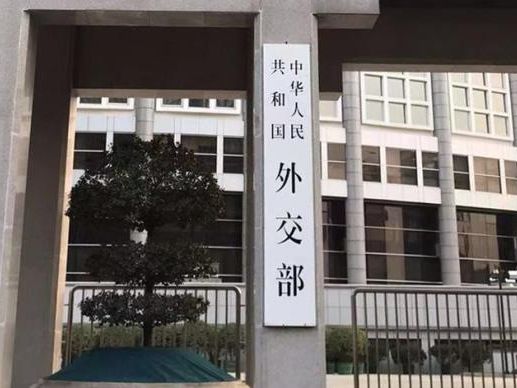 中华人民
共和国
外交部